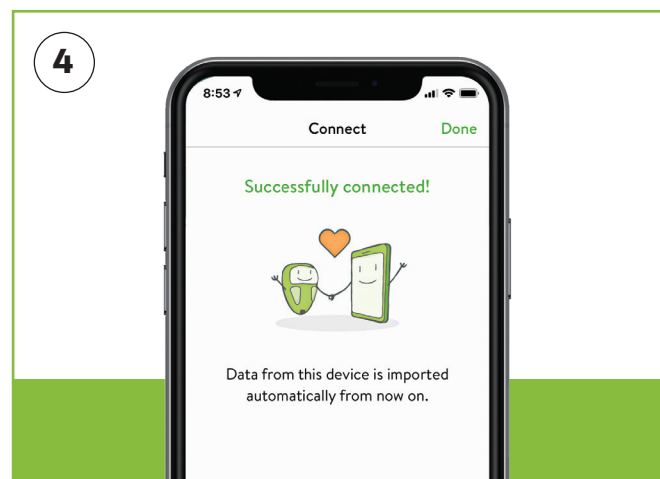 4
8:53
Connect
Done
Successfully connected!
Data from this device is imported
automatically from now on.